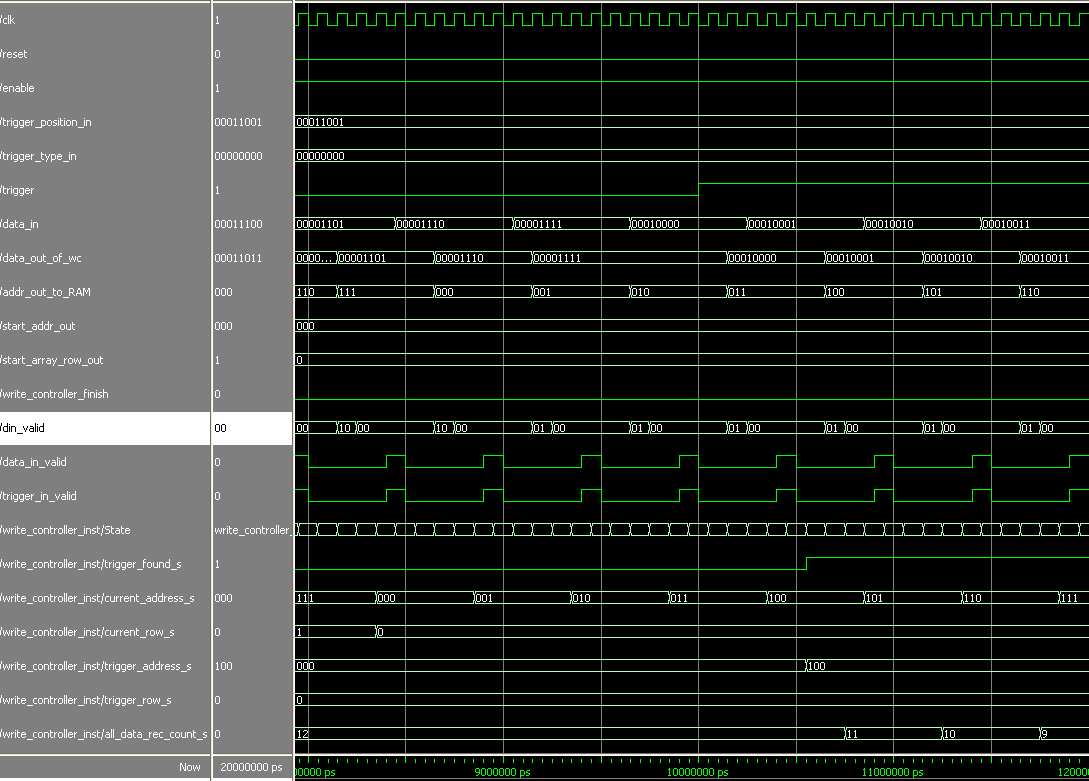 /clk 1
/reset 0
/enable 1
/trigger_position_in 00011001 00011001
/trigger_type_in 00000000 00000000
/trigger 1
/data_in 00011100 00001101 00001110 00001111 00010000 00010001 00010010 00010011
/data_out_of_wc 00011011 0000... 00001101 00001110 00001111 00010000 00010001 00010010 00010011
/addr_out_to_RAM 000 110 111 000 001 010 011 100 101 110
/start_addr_out 000 000
/start_array_row_out 1 0
/write_controller_finish 0
/din_valid 00 00 10 00 10 00 01 00 01 00 01 00 01 00 01 00 01 00
/data_in_valid 0
/trigger_in_valid 0
/write_controller_inst/State write_controller_
/write_controller_inst/trigger_found_s 1
/write_controller_inst/current_address_s 000 111 000 001 010 011 100 101 110 111
/write_controller_inst/current_row_s 0 1 0
/write_controller_inst/trigger_address_s 100 000 100
/write_controller_inst/trigger_row_s 0 0
/write_controller_inst/all_data_rec_count_s 0 12 11 10 9
Now 20000000 ps 00000 ps 9000000 ps 10000000 ps 11000000 ps 120000